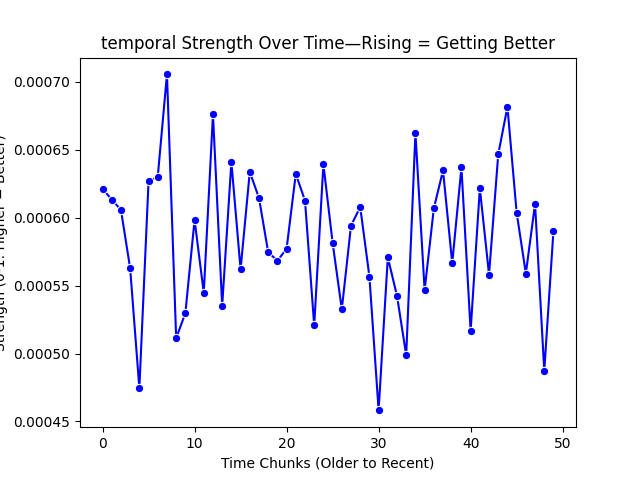 temporal Strength Over Time—Rising = Getting Better
Strength (0-1: Higher = Better)
0.00070
0.00065
0.00060
0.00055
0.00050
0.00045
0 10 20 30 40 50
Time Chunks (Older to Recent)